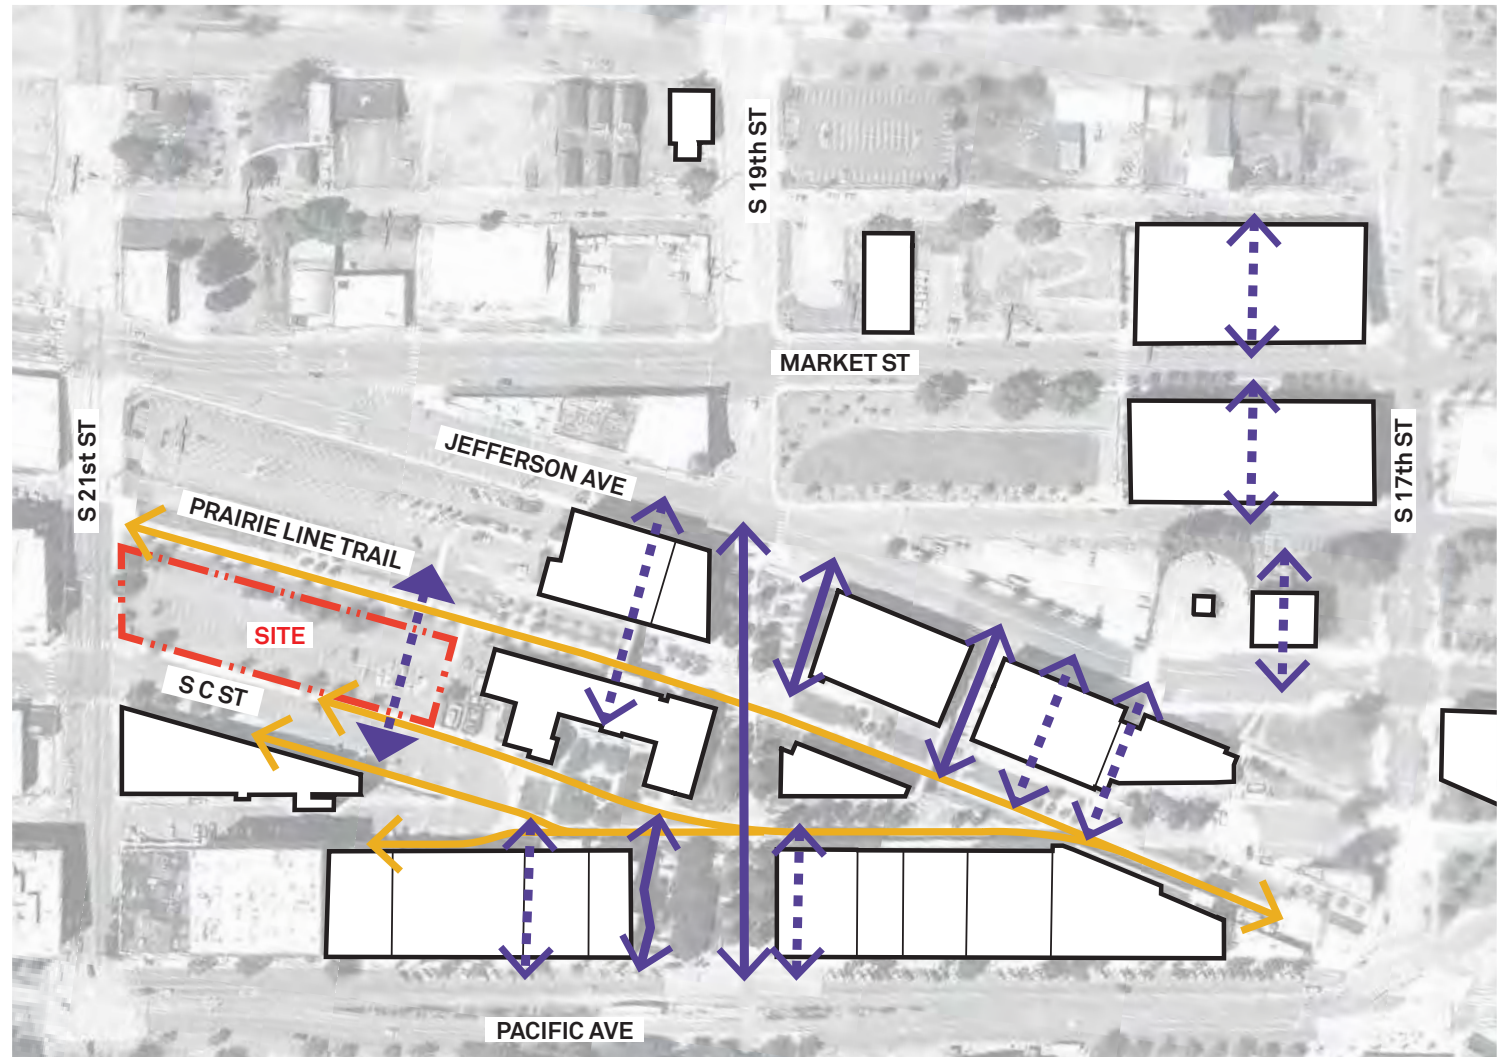 S 19th ST
MARKET ST
S 21st ST
JEFFERSON AVE
S 17th ST
PRAIRIE LINE TRAIL
SITE
S C ST
PACIFIC AVE